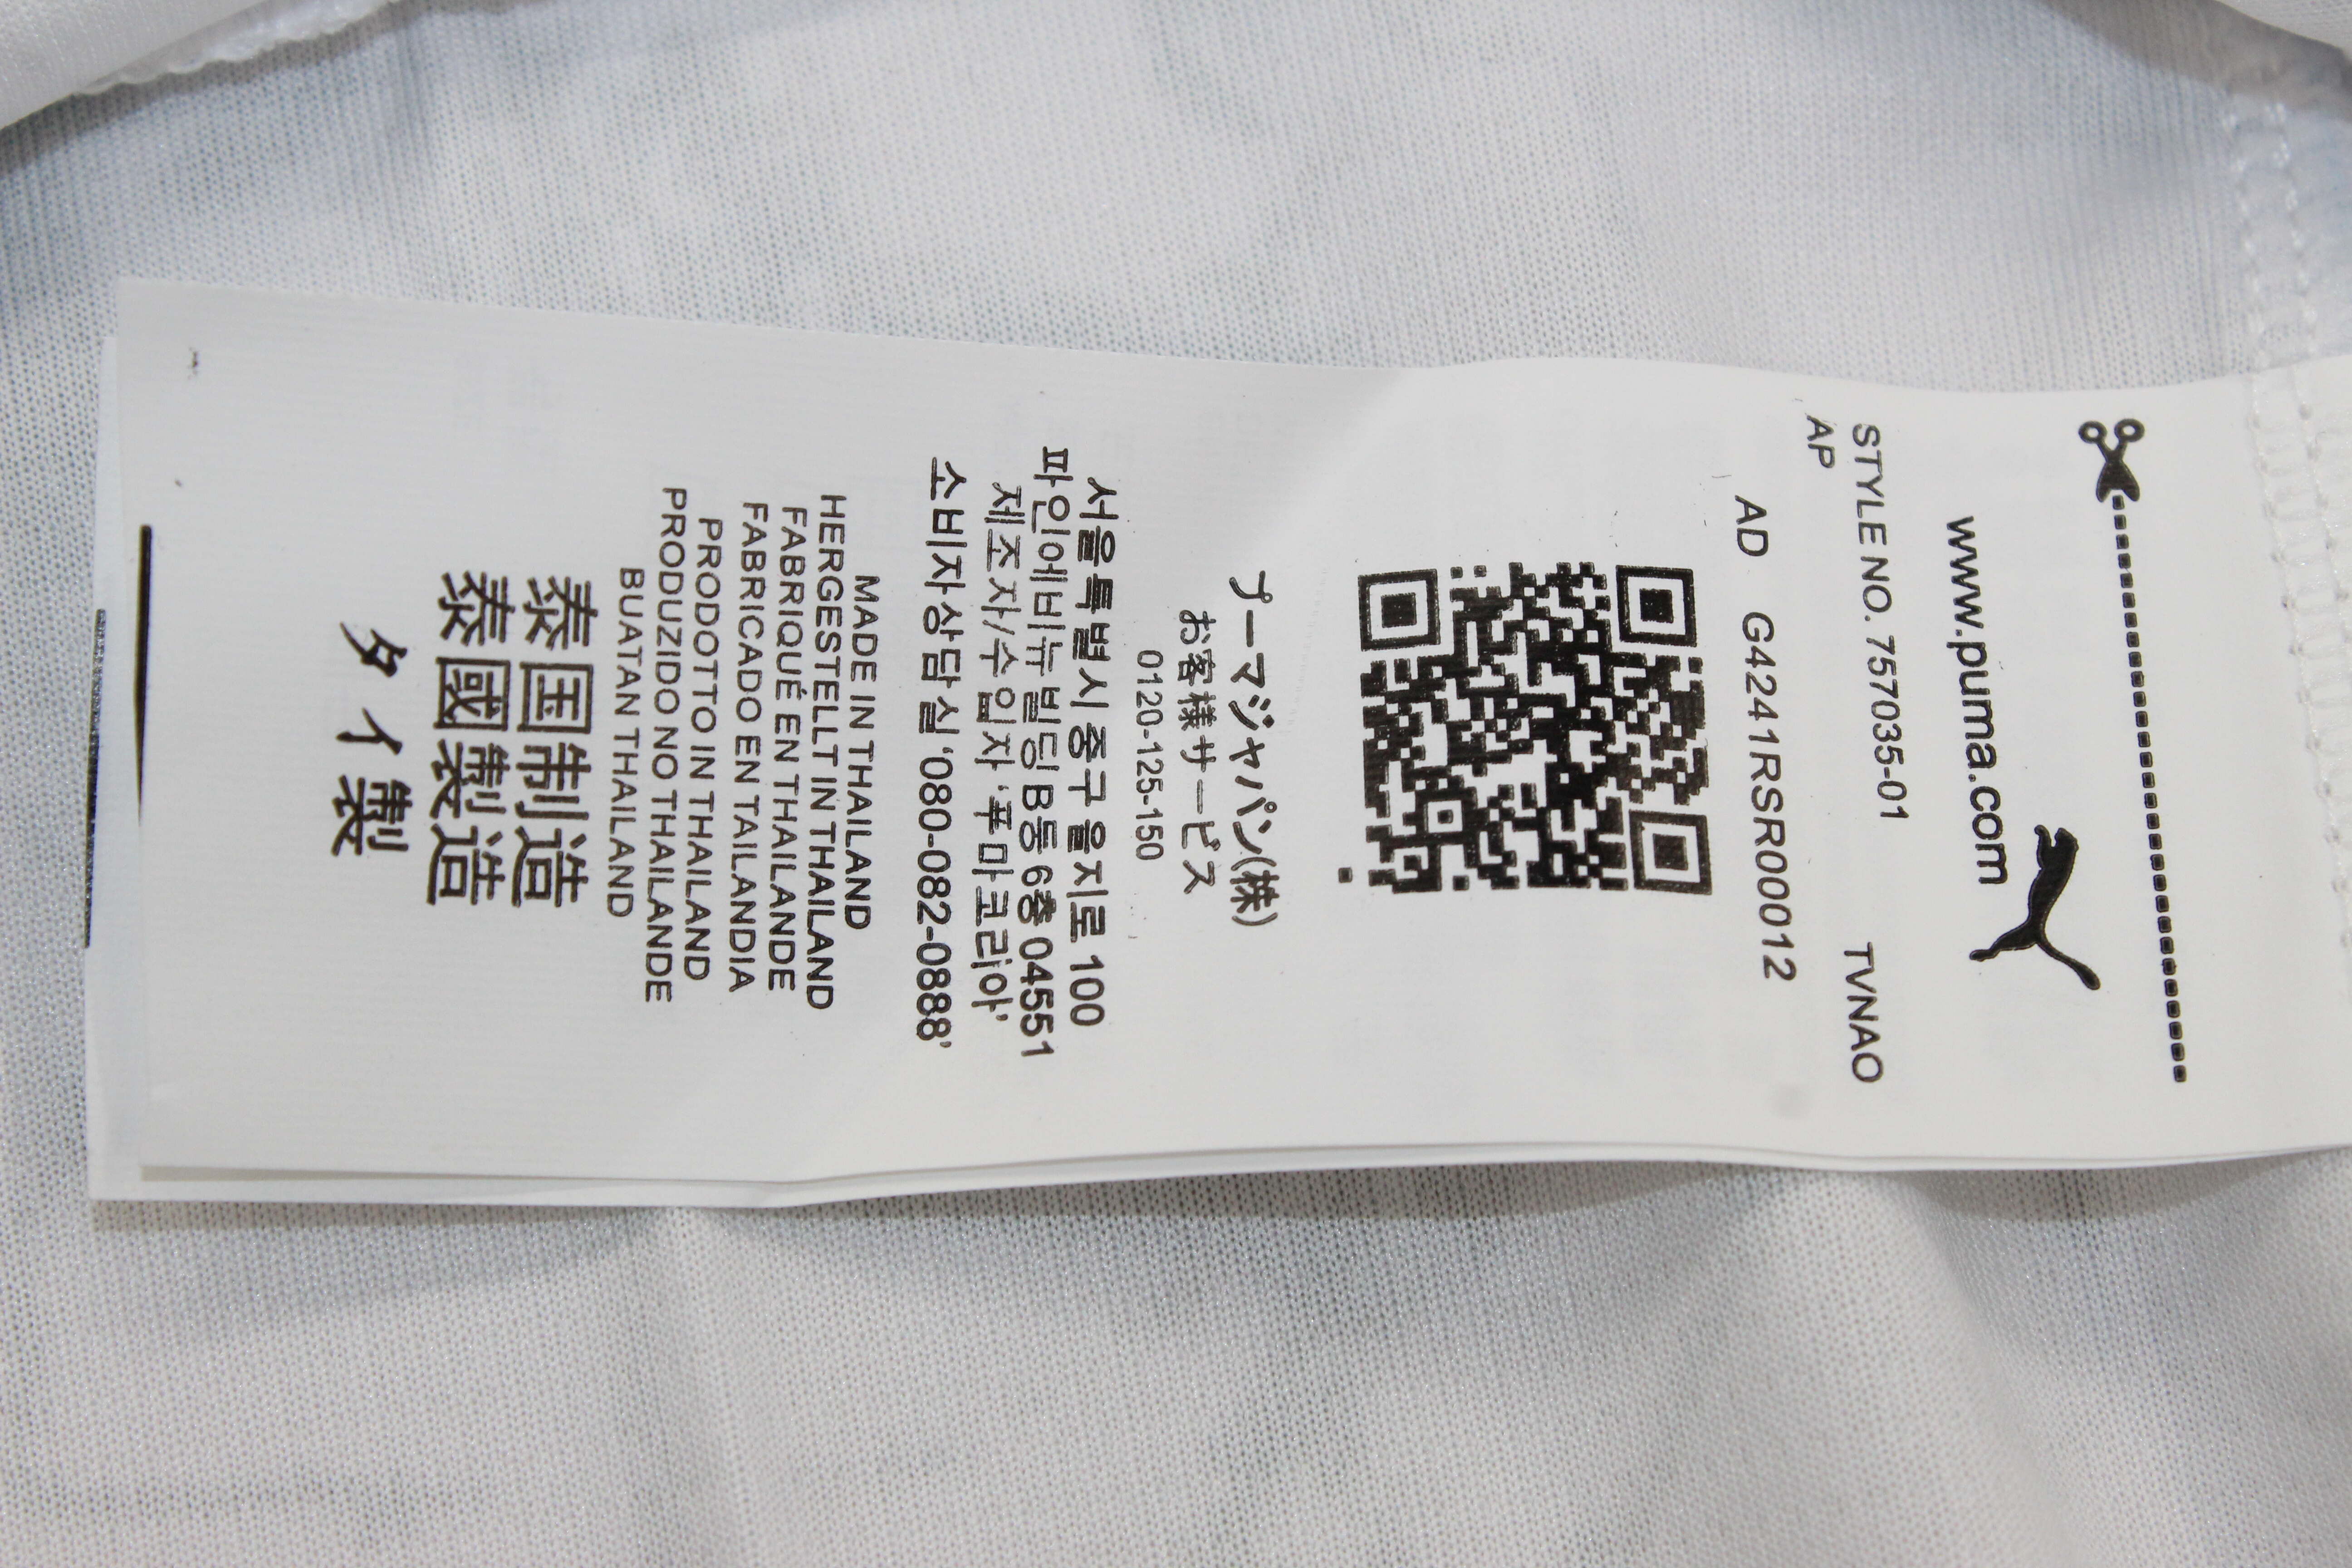 www.puma.com
STYLE NO. 757035-01 TVNAO
AP
AD G4241RSR00012
プーマジャパン(株)
お客様サービス
0120-125-150
서울특별시 중구 을지로 100
파인에비뉴 빌딩 B동 6층 04551
제조자/수입자 '푸마코리아'
소비자상담실 '080-082-0888'
MADE IN THAILAND
HERGESTELLT IN THAILAND
FABRIQUÉ EN THAILANDE
FABRICADO EN TAILANDIA
PRODOTTO IN THAILAND
PRODUZIDO NO THAILANDE
BUATAN THAILAND
泰国制造
泰國製造
タイ製